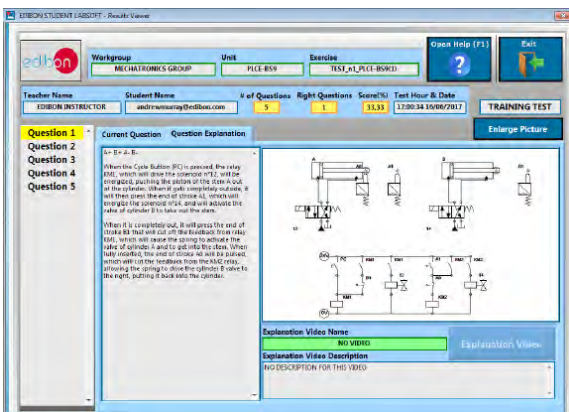 EDIBON STUDENT LABSOFT - Results Viewer
edibon
Workgroup
MECHATRONICS GROUP
Unit
PLCE-BS9
Exercise
TEST_n1_PLCE-BS9CD
Open Help (F1)
?
Exit
Teacher Name
EDIBON INSTRUCTOR
Student Name
andrewmurray@edibon.com
# of Questions
5
Right Questions
1
Score(%)
33,33
Test Hour & Date
17:00:34 16/06/2017
TRAINING TEST
Question 1
Question 2
Question 3
Question 4
Question 5
Current Question
Question Explanation
Enlarge Picture
A+ B+ A- B-
When the Cycle Button (PC) is pressed, the relay
KM1, which will drive the solenoid nº12, will be
energized, pushing the piston of the stem A out
of the cylinder. When it gets completely outside, it
will then press the end of stroke A1, which will
energize the solenoid nº14, and will activate the
valve of cylinder B to take out the stem.
When it is completely out, it will press the end of
stroke B1 that will cut off the feedback from relay
KM1, which will cause the spring to activate the
valve of cylinder A and to get into the stem. When
fully inserted, the end of stroke A0 will be pulsed,
which will cut the feedback from the KM2 relay,
allowing the spring to drive the cylinder B valve to
the right, putting it back into the cylinder.
A
B
PC
KM1
KM1
A1
KM2
KM2
KM1
KM2
Explanation Video Name
NO VIDEO
Explanation Video
Explanation Video Description
NO DESCRIPTION FOR THIS VIDEO